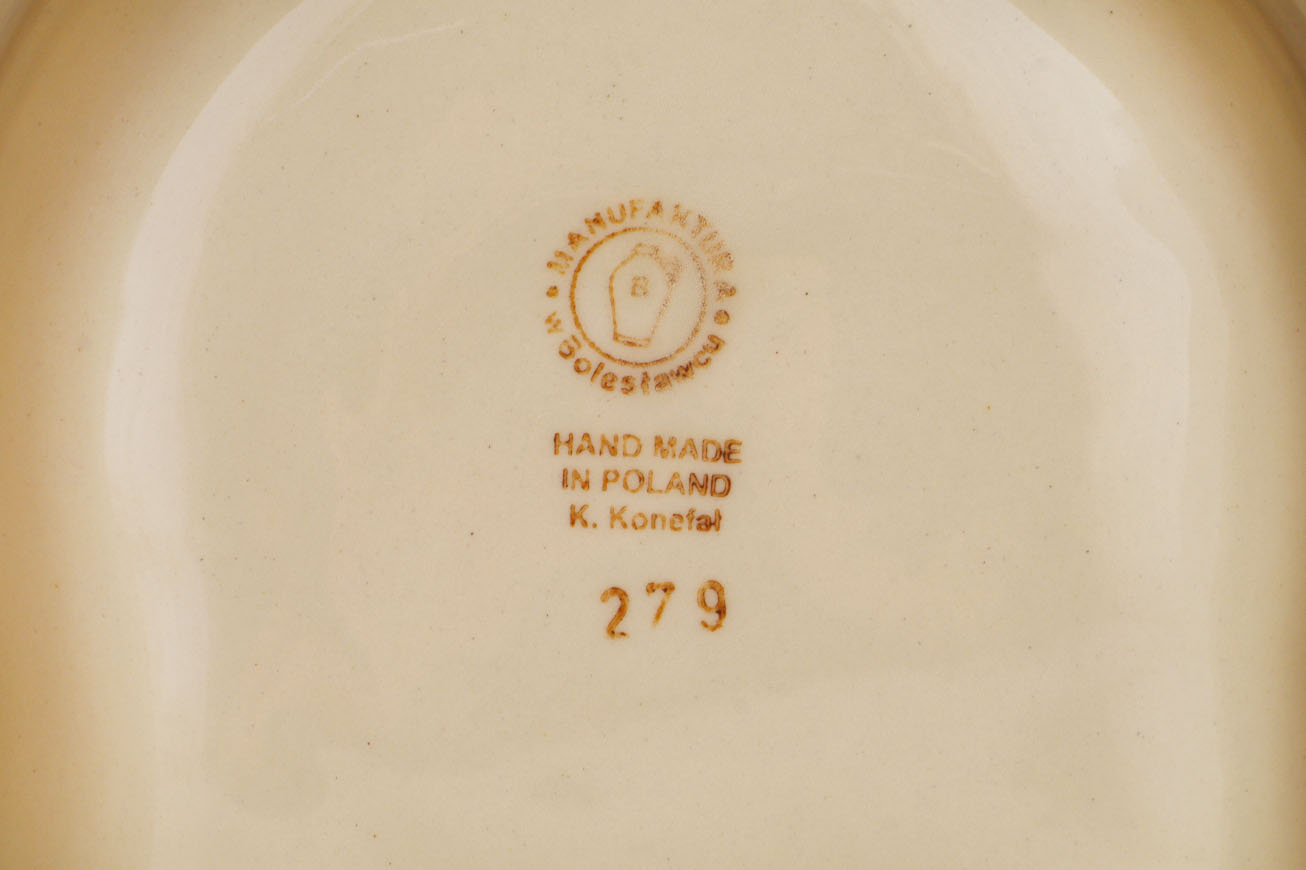 MANUFAKTURA
w Bolesławcu
B
HAND MADE
IN POLAND
K. Konefał
279